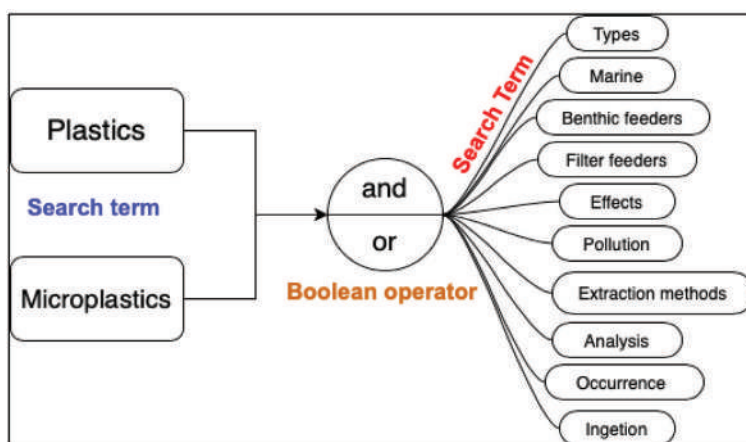 Plastics
Search term
Microplastics
and
or
Boolean operator
Search Term
Types
Marine
Benthic feeders
Filter feeders
Effects
Pollution
Extraction methods
Analysis
Occurrence
Ingetion